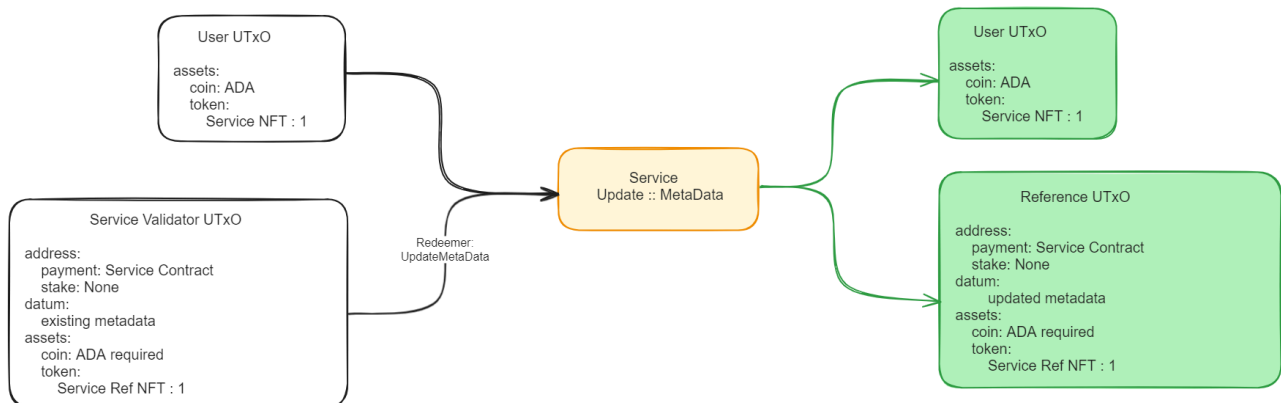 User UTxO
assets:
coin: ADA
token:
Service NFT : 1
Service Validator UTxO
address:
payment: Service Contract
stake: None
datum:
existing metadata
assets:
coin: ADA required
token:
Service Ref NFT : 1
Redeemer:
UpdateMetaData
Service
Update :: MetaData
User UTxO
assets:
coin: ADA
token:
Service NFT : 1
Reference UTxO
address:
payment: Service Contract
stake: None
datum:
updated metadata
assets:
coin: ADA required
token:
Service Ref NFT : 1